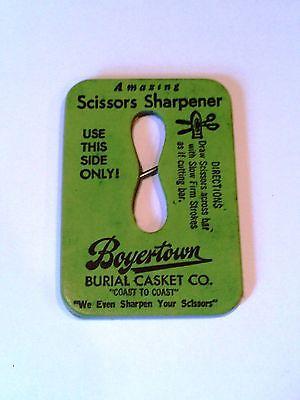 Amazing
Scissors Sharpener
USE
THIS
SIDE
ONLY!
DIRECTIONS
Draw Scissors across bar
with Slow Firm Strokes
as if cutting bar.
Boyertown
BURIAL CASKET CO.
"COAST TO COAST"
"We Even Sharpen Your Scissors"